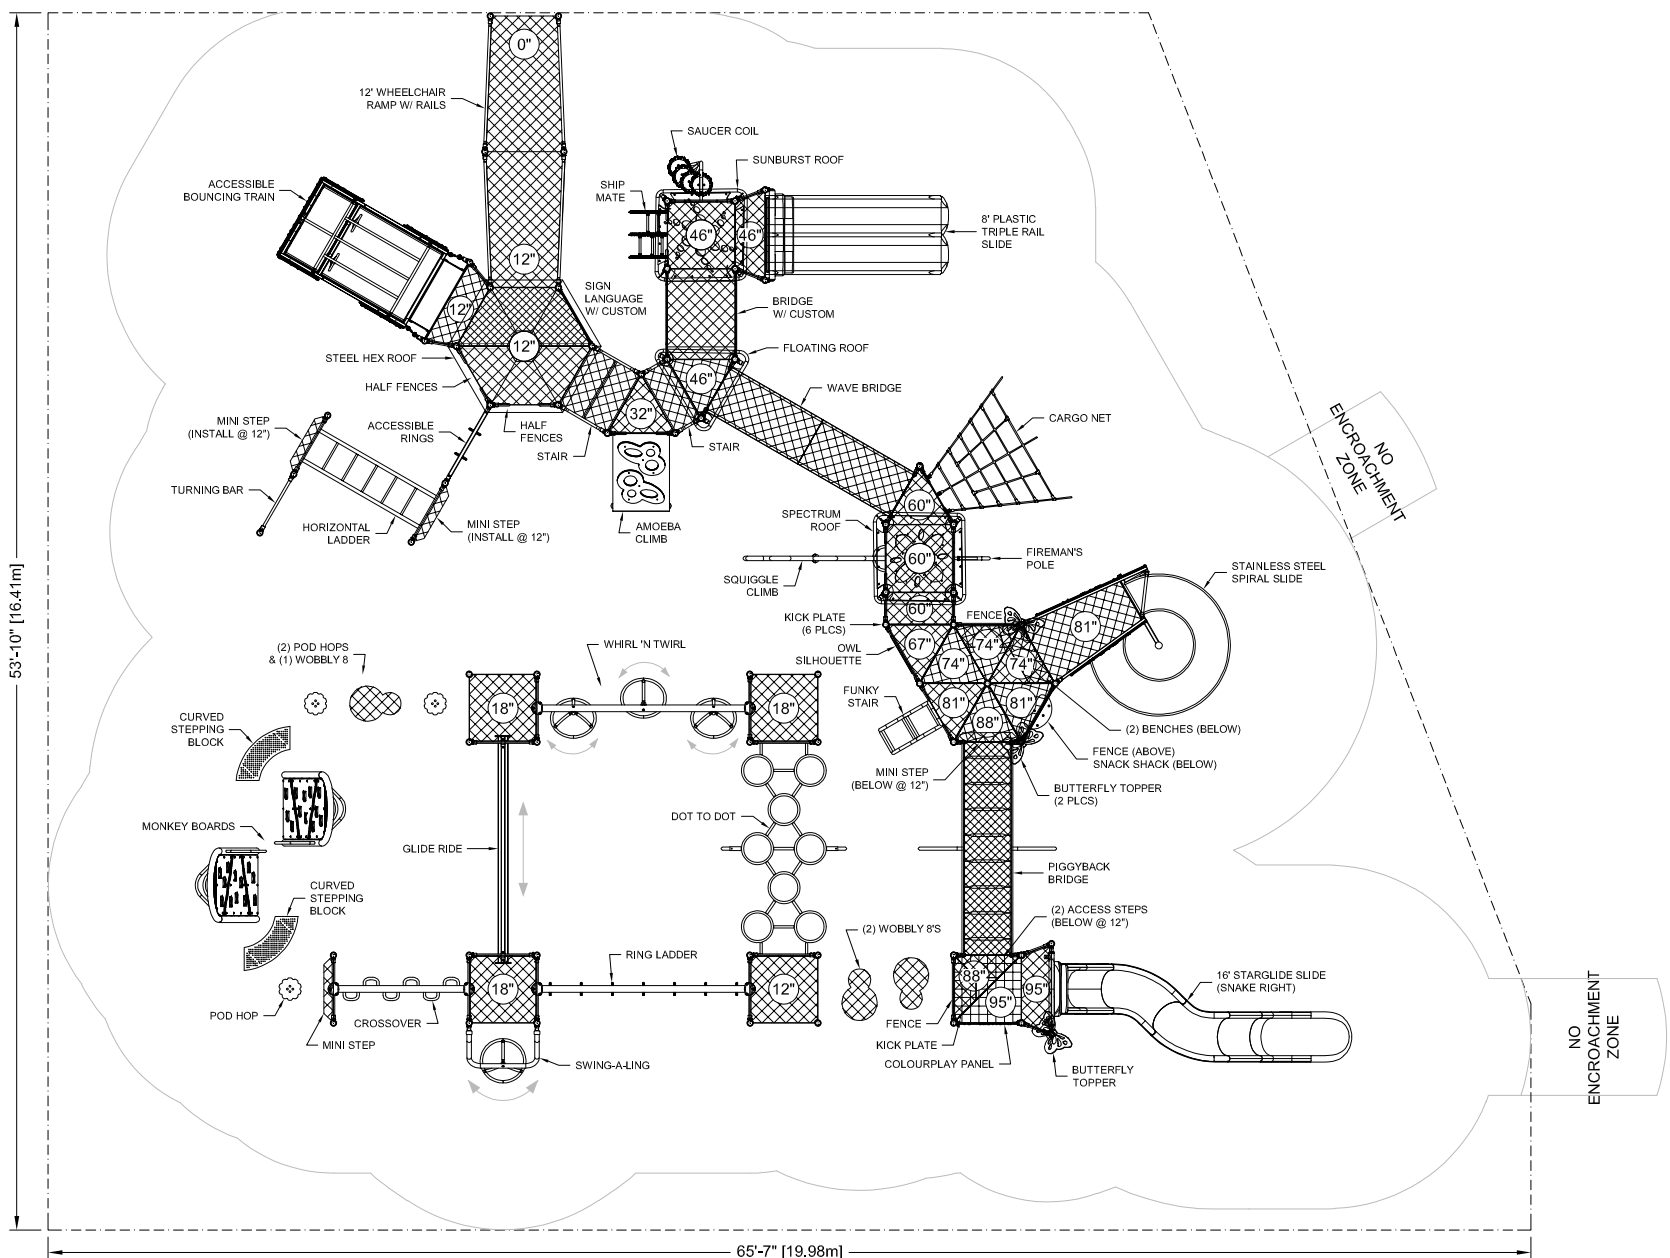 0"
12' WHEELCHAIR
RAMP W/ RAILS
SAUCER COIL
SUNBURST ROOF
ACCESSIBLE
BOUNCING TRAIN
SHIP
MATE
46"
46"
8' PLASTIC
TRIPLE RAIL
SLIDE
12"
SIGN
LANGUAGE
W/ CUSTOM
BRIDGE
W/ CUSTOM
12"
12"
STEEL HEX ROOF
FLOATING ROOF
HALF FENCES
46"
WAVE BRIDGE
MINI STEP
(INSTALL @ 12")
ACCESSIBLE
RINGS
HALF
FENCES
32"
STAIR
STAIR
CARGO NET
NO
ENCROACHMENT
ZONE
TURNING BAR
HORIZONTAL
LADDER
MINI STEP
(INSTALL @ 12")
AMOEBA
CLIMB
SPECTRUM
ROOF
60"
60"
FIREMAN'S
POLE
SQUIGGLE
CLIMB
STAINLESS STEEL
SPIRAL SLIDE
60"
KICK PLATE
(6 PLCS)
FENCE
81"
OWL
SILHOUETTE
67"
74"
74"
74"
FUNKY
STAIR
81"
81"
88"
(2) BENCHES (BELOW)
FENCE (ABOVE)
SNACK SHACK (BELOW)
MINI STEP
(BELOW @ 12")
BUTTERFLY TOPPER
(2 PLCS)
53'-10" [16.41m]
(2) POD HOPS
& (1) WOBBLY 8
WHIRL 'N TWIRL
18"
18"
CURVED
STEPPING
BLOCK
MONKEY BOARDS
GLIDE RIDE
DOT TO DOT
PIGGYBACK
BRIDGE
CURVED
STEPPING
BLOCK
(2) ACCESS STEPS
(BELOW @ 12")
(2) WOBBLY 8'S
RING LADDER
POD HOP
MINI STEP
CROSSOVER
18"
12"
88"
95"
95"
16' STARGLIDE SLIDE
(SNAKE RIGHT)
FENCE
KICK PLATE
COLOURPLAY PANEL
SWING-A-LING
BUTTERFLY
TOPPER
NO
ENCROACHMENT
ZONE
65'-7" [19.98m]